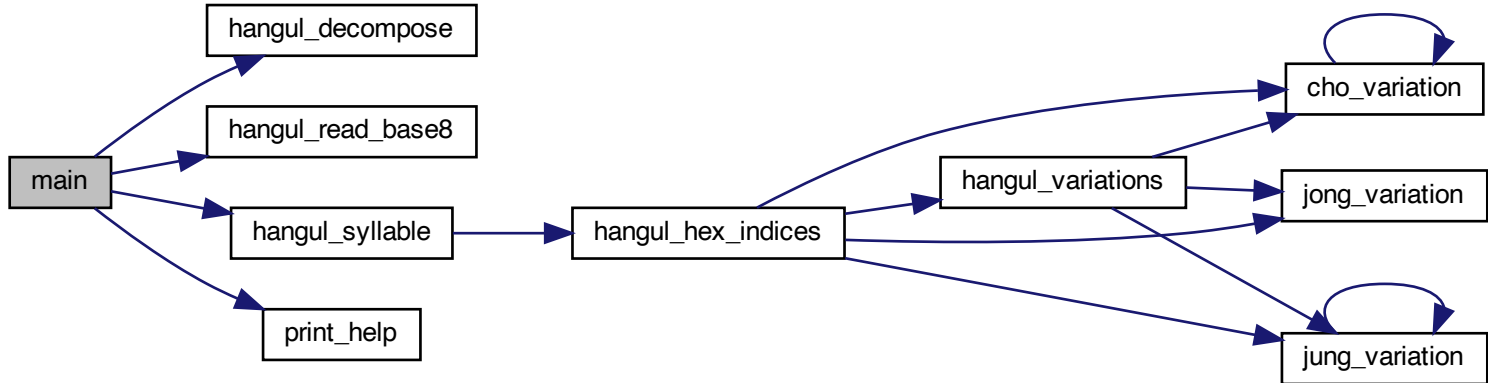 main
hangul_decompose
hangul_read_base8
hangul_syllable
print_help
hangul_hex_indices
hangul_variations
cho_variation
jong_variation
jung_variation